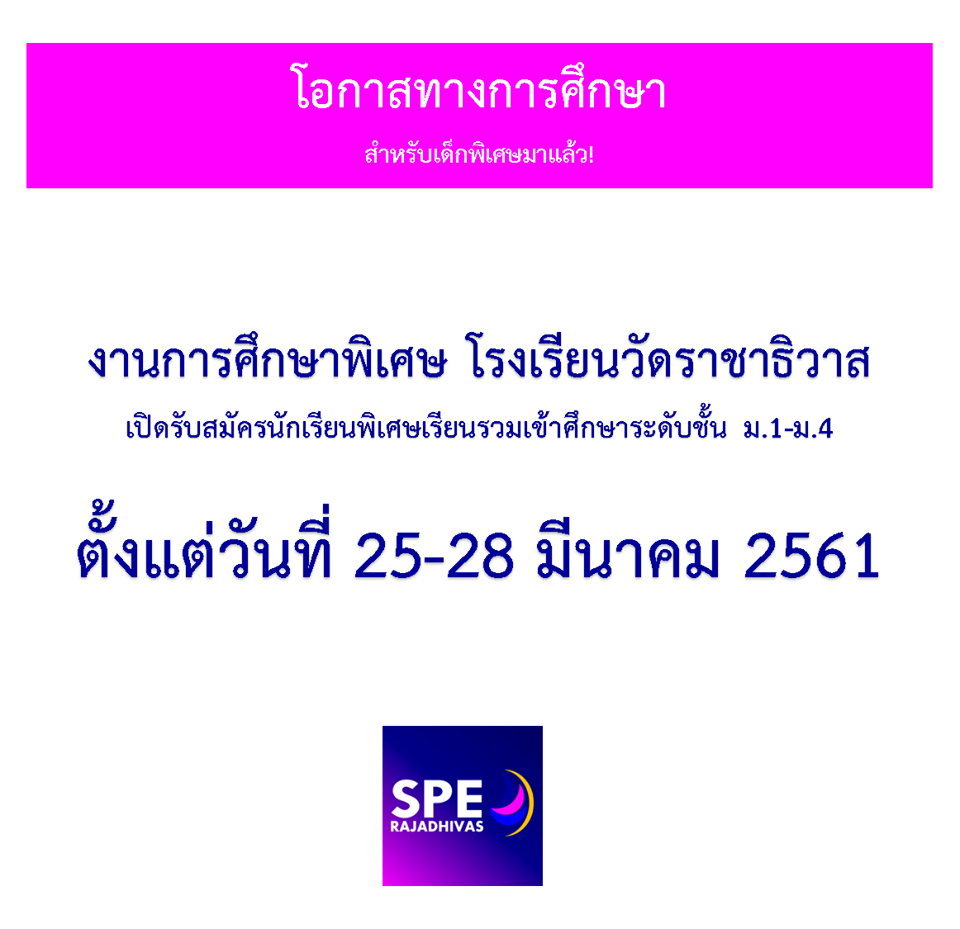 โอกาสทางการศึกษา
สำหรับเด็กพิเศษมาแล้ว!
งานการศึกษาพิเศษ โรงเรียนวัดราชาธิวาส
เปิดรับสมัครนักเรียนพิเศษเรียนรวมเข้าศึกษาระดับชั้น ม.1-ม.4
ตั้งแต่วันที่ 25-28 มีนาคม 2561
SPE
RAJADHIVAS